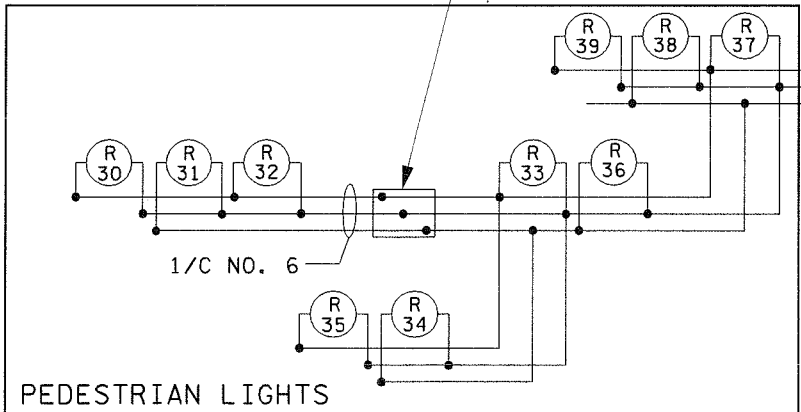 R
39
R
38
R
37
R
30
R
31
R
32
R
33
R
36
1/C NO. 6
R
35
R
34
PEDESTRIAN LIGHTS